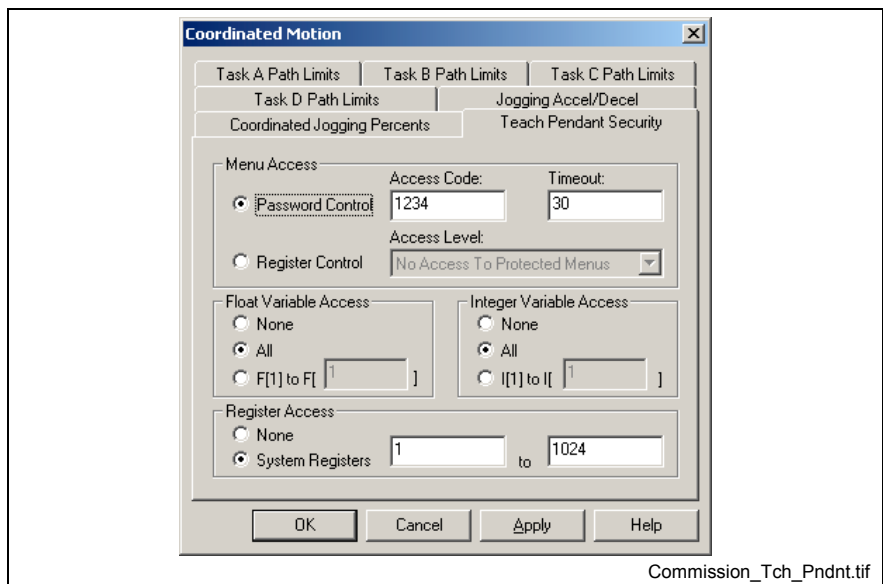 Coordinated Motion
Task A Path Limits Task B Path Limits Task C Path Limits
Task D Path Limits Jogging Accel/Decel
Coordinated Jogging Percents Teach Pendant Security
Menu Access
Access Code: Timeout:
Password Control 1234 30
Access Level:
Register Control No Access To Protected Menus
Float Variable Access Integer Variable Access
None None
All All
F[1] to F[ 1 ] I[1] to I[ 1 ]
Register Access
None
System Registers 1 to 1024
OK Cancel Apply Help
Commission_Tch_Pndnt.tif